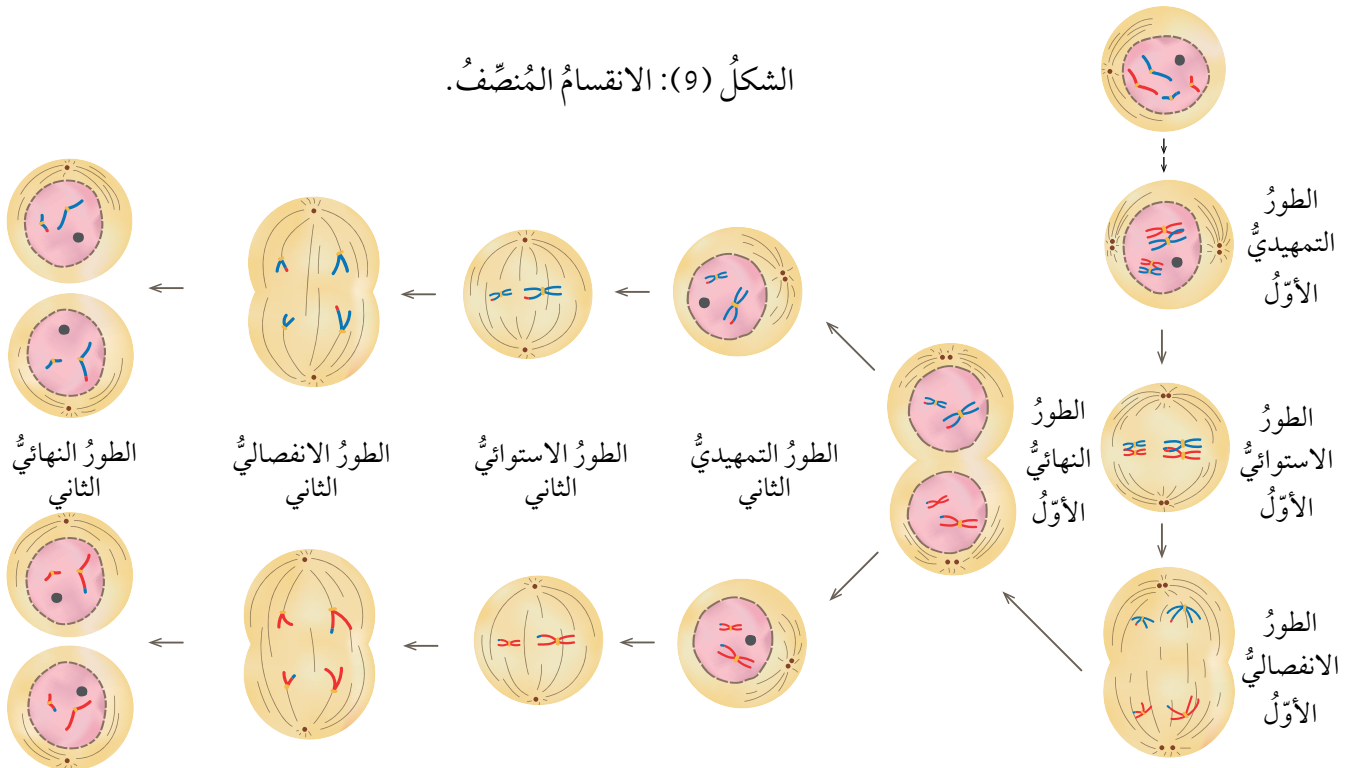 الشكلُ (9): الانقسامُ المُنصِّفُ.
الطورُ
التمهيديُّ
الأوّلُ
الطورُ
الاستوائيُّ
الأوّلُ
الطورُ
الانفصاليُّ
الأوّلُ
الطورُ
النهائيُّ
الأوّلُ
الطورُ التمهيديُّ
الثاني
الطورُ الاستوائيُّ
الثاني
الطورُ الانفصاليُّ
الثاني
الطورُ النهائيُّ
الثاني